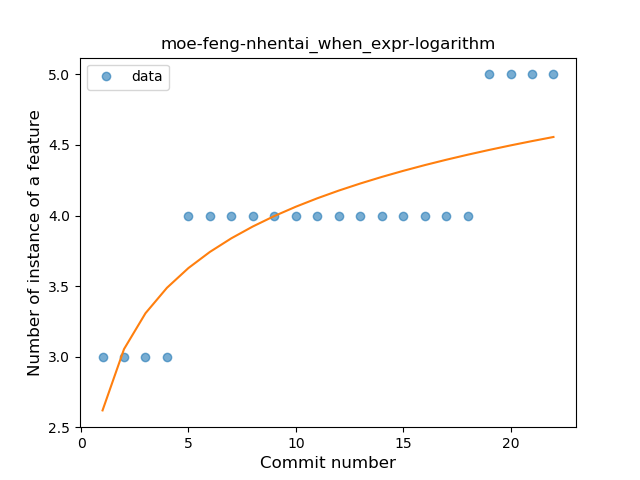 moe-feng-nhentai_when_expr-logarithm
data
Number of instance of a feature
5.0
4.5
4.0
3.5
3.0
2.5
0
5
10
15
20
Commit number